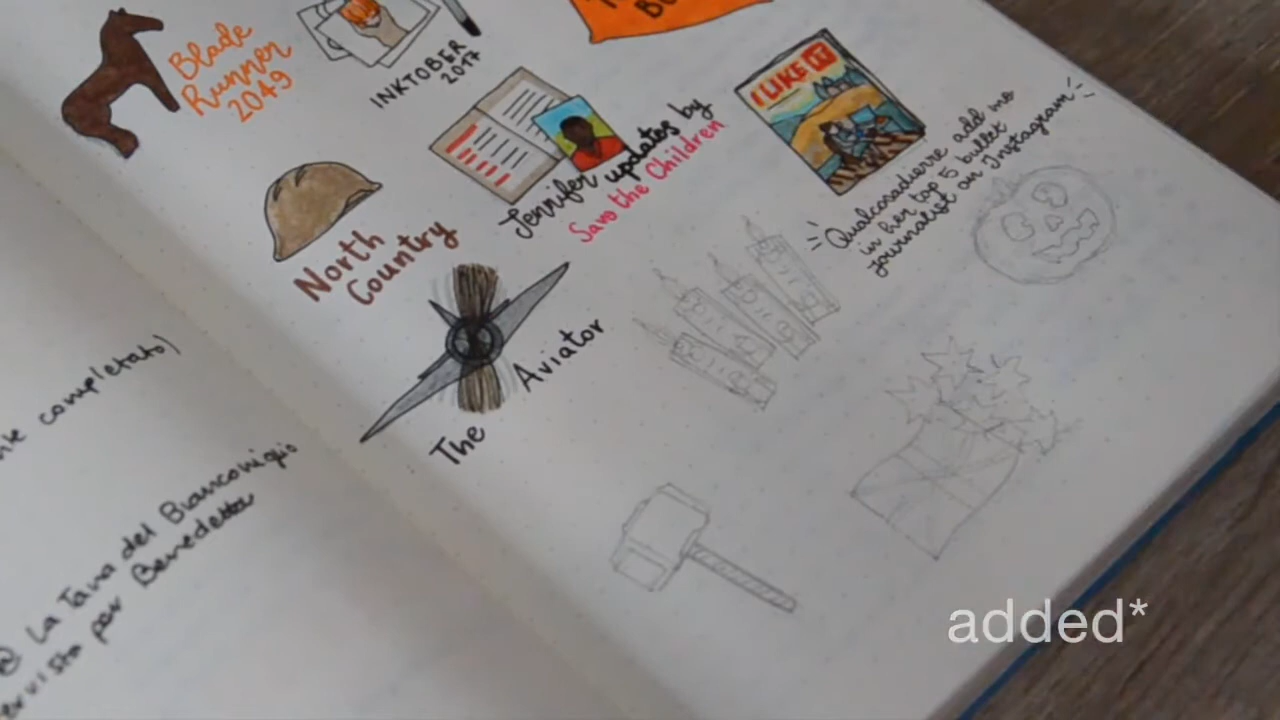 Blade
Runner
2049
INKTOBER
2017
I LIKE IT
Jennifer updates by
Save the Children
Qualcosadierre add me
in her top 5 bullet
journalist on Instagram
North
Country
The Aviator
completato)
@ La Tana del Bianconiglio
per Benedetta
added*